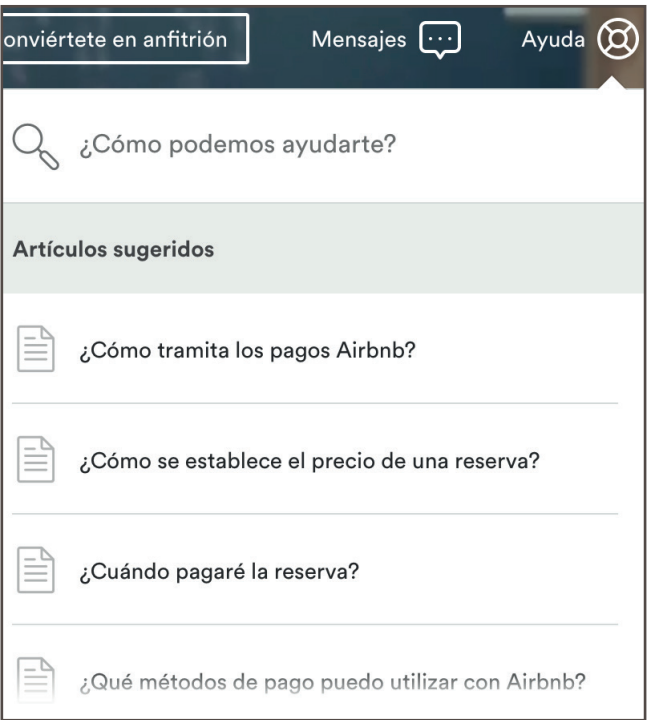 onviértete en anfitrión
Mensajes
Ayuda
¿Cómo podemos ayudarte?
Artículos sugeridos
¿Cómo tramita los pagos Airbnb?
¿Cómo se establece el precio de una reserva?
¿Cuándo pagaré la reserva?
¿Qué métodos de pago puedo utilizar con Airbnb?